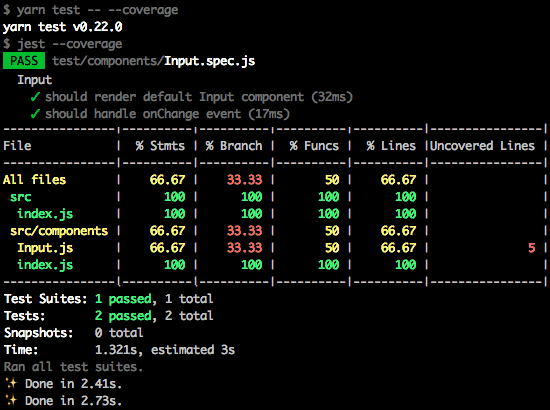 $ yarn test -- --coverage
yarn test v0.22.0
$ jest --coverage
PASS test/components/Input.spec.js
Input
✓ should render default Input component (32ms)
✓ should handle onChange event (17ms)
File | % Stmts | % Branch | % Funcs | % Lines |Uncovered Lines |
All files | 66.67 | 33.33 | 50 | 66.67 | |
src | 100 | 100 | 100 | 100 | |
index.js | 100 | 100 | 100 | 100 | |
src/components | 66.67 | 33.33 | 50 | 66.67 | |
Input.js | 66.67 | 33.33 | 50 | 66.67 | 5 |
index.js | 100 | 100 | 100 | 100 | |
Test Suites: 1 passed, 1 total
Tests: 2 passed, 2 total
Snapshots: 0 total
Time: 1.321s, estimated 3s
Ran all test suites.
✨ Done in 2.41s.
✨ Done in 2.73s.